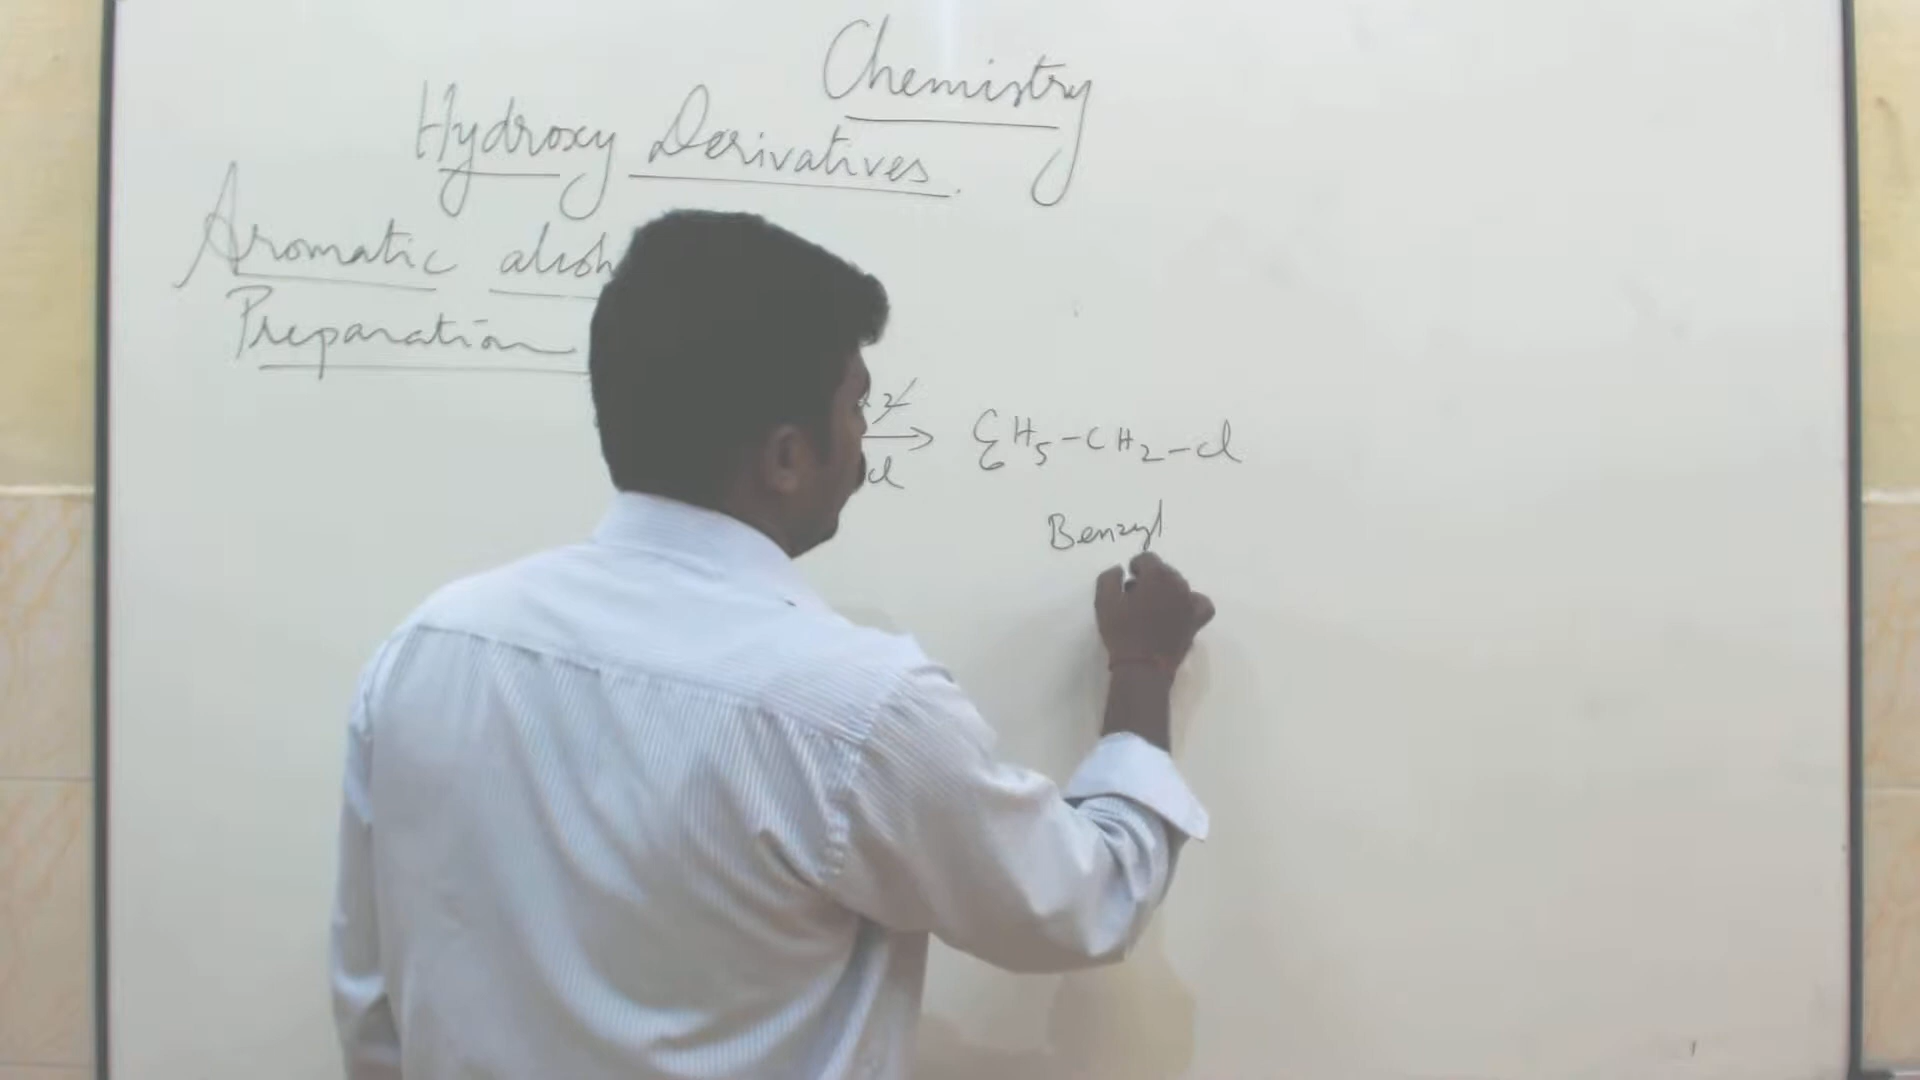 Chemistry
Hydroxy Derivatives.
Aromatic
Preparation
→ C6H5-CH2-Cl
Benzyl